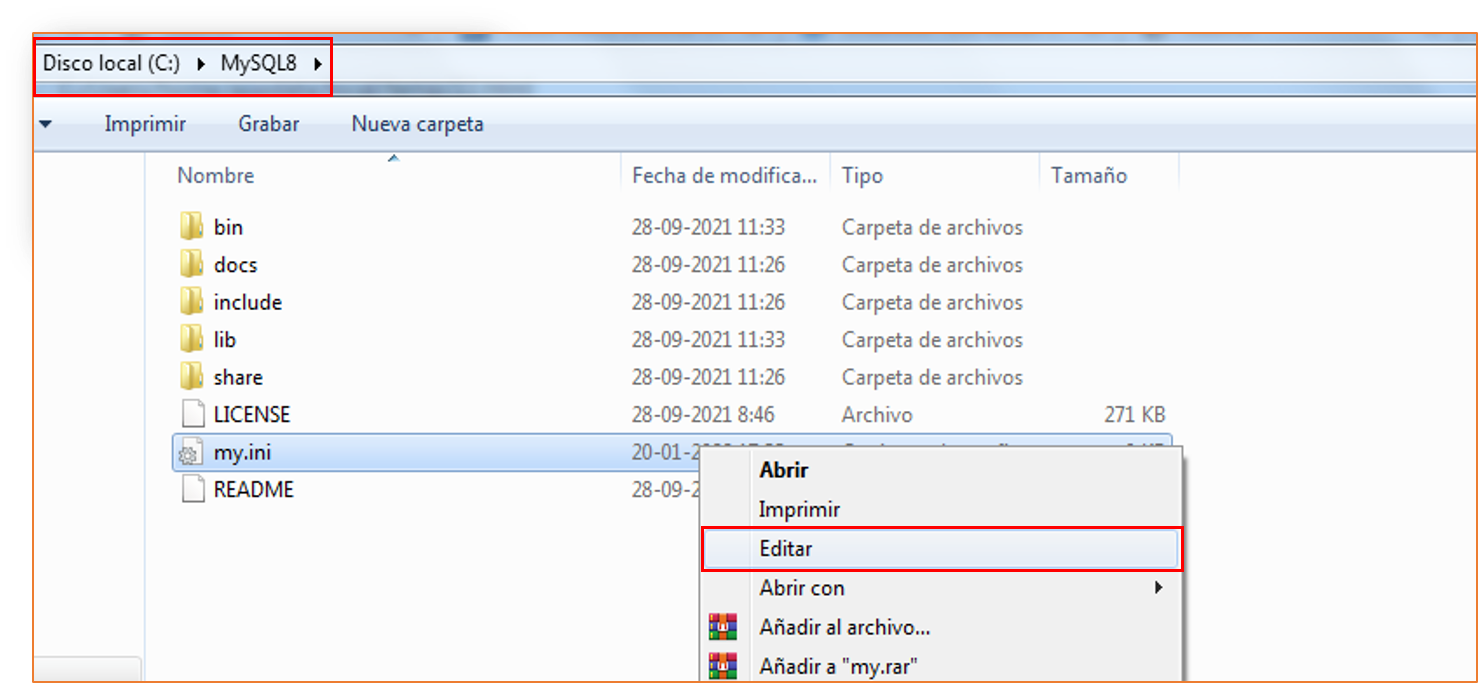 Disco local (C:) MySQL8
Imprimir Grabar Nueva carpeta
Nombre Fecha de modifica... Tipo Tamaño
bin 28-09-2021 11:33 Carpeta de archivos
docs 28-09-2021 11:26 Carpeta de archivos
include 28-09-2021 11:26 Carpeta de archivos
lib 28-09-2021 11:33 Carpeta de archivos
share 28-09-2021 11:26 Carpeta de archivos
LICENSE 28-09-2021 8:46 Archivo 271 KB
my.ini 20-01-2
README 28-09-2
Abrir
Imprimir
Editar
Abrir con
Añadir al archivo...
Añadir a "my.rar"